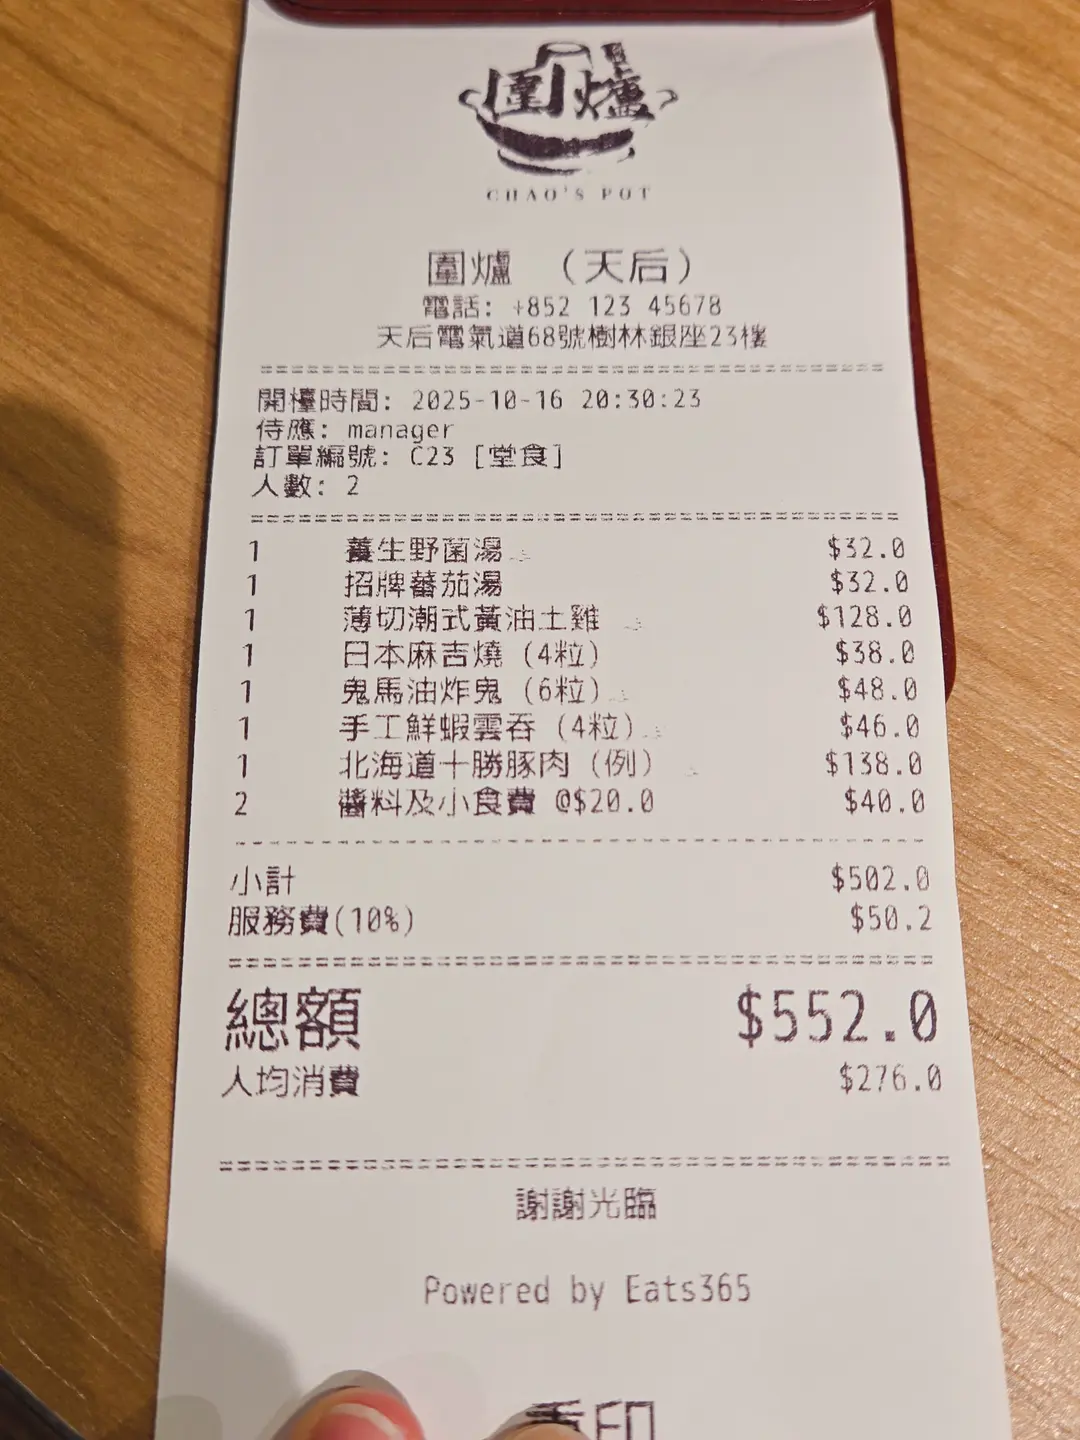 圍爐
CHAO'S POT
圍爐 （天后）
電話: +852 123 45678
天后電氣道68號樹林銀座23樓
開檯時間: 2025-10-16 20:30:23
侍應: manager
訂單編號: C23 [堂食]
人數: 2
1 養生野菌湯 $32.0
1 招牌蕃茄湯 $32.0
1 薄切潮式黃油土雞 $128.0
1 日本麻吉燒 (4粒) $38.0
1 鬼馬油炸鬼 (6粒) $48.0
1 手工鮮蝦雲吞 (4粒) $46.0
1 北海道十勝豚肉 (例) $138.0
2 醬料及小食費 @$20.0 $40.0
小計 $502.0
服務費(10%) $50.2
總額 $552.0
人均消費 $276.0
謝謝光臨
Powered by Eats365
重印